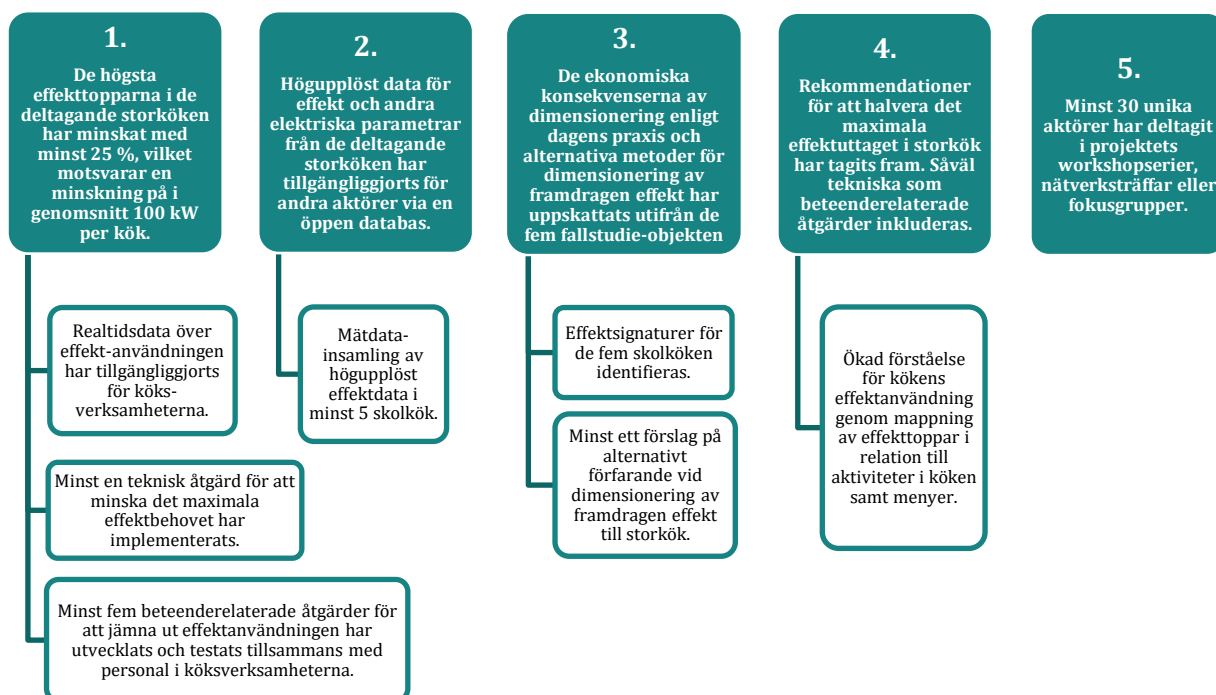 1.
De högsta
effekttopparna i de
deltagande storköken
har minskat med
minst 25 %, vilket
motsvarar en
minskning på i
genomsnitt 100 kW
per kök.
Realtidsdata över
effekt-användningen
har tillgängliggjorts
för köks-
verksamheterna.
Minst en teknisk åtgärd för att
minska det maximala
effektbehovet har
implementerats.
Minst fem beteenderelaterade åtgärder för
att jämna ut effektanvändningen har
utvecklats och testats tillsammans med
personal i köksverksamheterna.
2.
Högupplöst data för
effekt och andra
elektriska parametrar
från de deltagande
storköken har
tillgängliggjorts för
andra aktörer via en
öppen databas.
Mätdata-
insamling av
högupplöst
effektdata i
minst 5 skolkök.
3.
De ekonomiska
konsekvenserna av
dimensionering enligt
dagens praxis och
alternativa metoder för
dimensionering av
framdragen effekt har
uppskattats utifrån de
fem fallstudie-objekten
Effektsignaturer för
de fem skolköken
identifieras.
Minst ett förslag på
alternativt
förfarande vid
dimensionering av
framdragen effekt
till storkök.
4.
Rekommendationer
för att halvera det
maximala
effektuttaget i storkök
har tagits fram. Såväl
tekniska som
beteenderelaterade
åtgärder inkluderas.
Ökad förståelse
för kökens
effektanvändning
genom mappning
av effekttoppar i
relation till
aktiviteter i köken
samt menyer.
5.
Minst 30 unika
aktörer har deltagit
i projektets
workshopserier,
nätverksträffar eller
fokusgrupper.